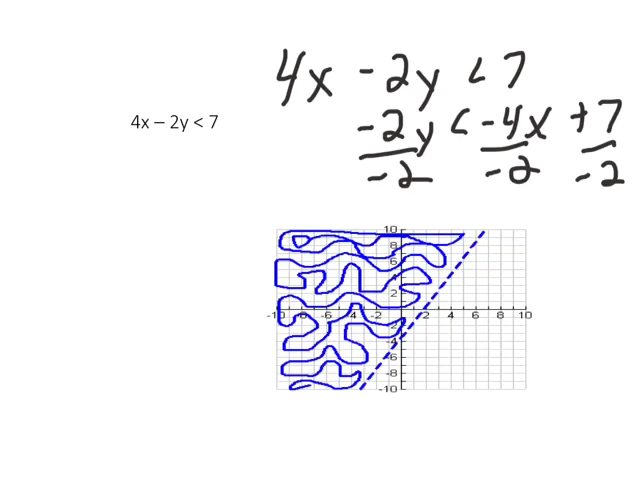 4x - 2y < 7
4x – 2y < 7
-2y < -4x + 7
-2 -2 -2
10
8
6
4
2
-10 -8 -6 -4 -2 2 4 6 8 10
-2
-4
-6
-8
-10